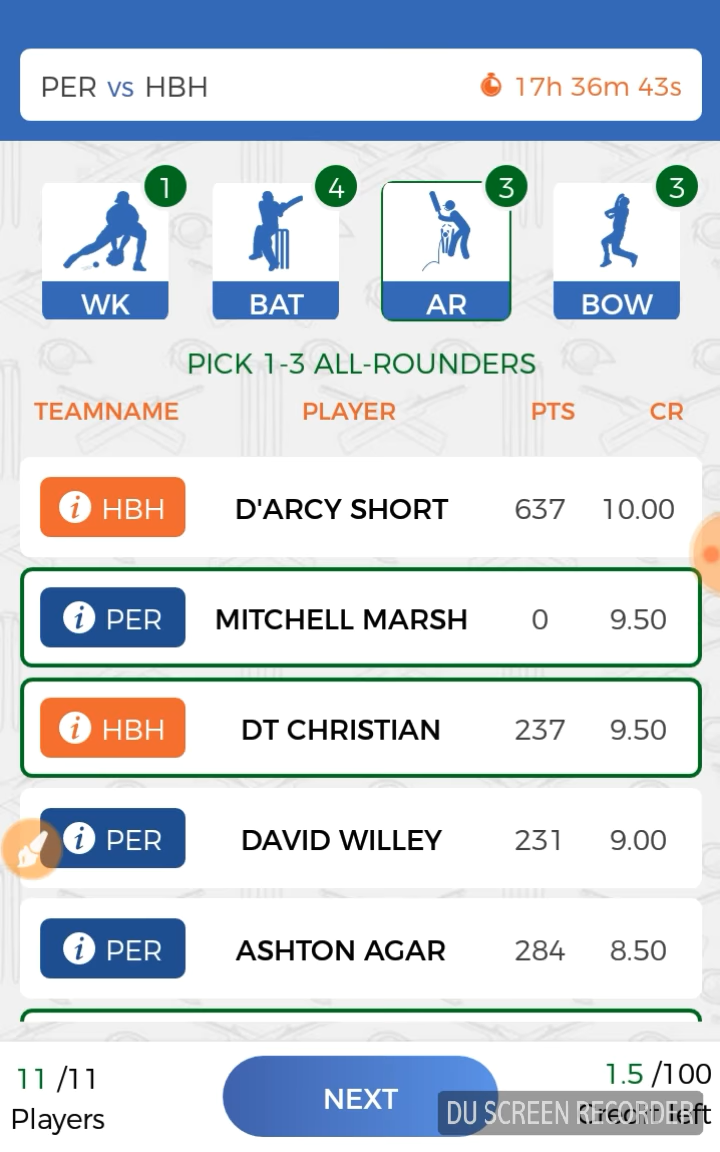 PER vs HBH 17h 36m 43s
1 4 3 3
WK BAT AR BOW
PICK 1-3 ALL-ROUNDERS
TEAMNAME PLAYER PTS CR
i HBH D'ARCY SHORT 637 10.00
i PER MITCHELL MARSH 0 9.50
i HBH DT CHRISTIAN 237 9.50
i PER DAVID WILLEY 231 9.00
i PER ASHTON AGAR 284 8.50
11 /11 1.5 /100
Players NEXT Credit left
DU SCREEN RECORDER